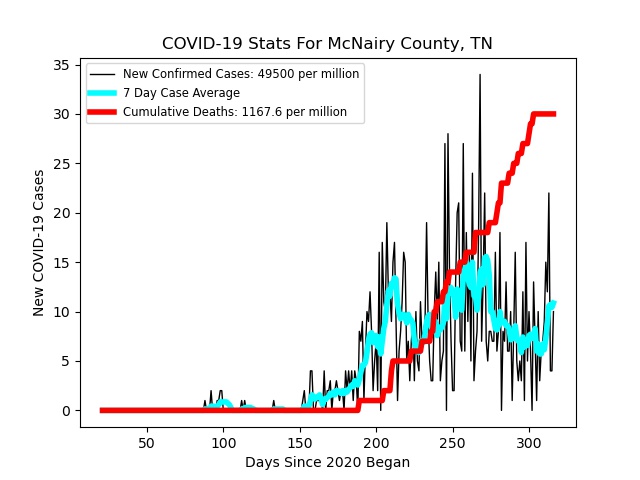 COVID-19 Stats For McNairy County, TN
New Confirmed Cases: 49500 per million
7 Day Case Average
Cumulative Deaths: 1167.6 per million
New COVID-19 Cases
35
30
25
20
15
10
5
0
50 100 150 200 250 300
Days Since 2020 Began